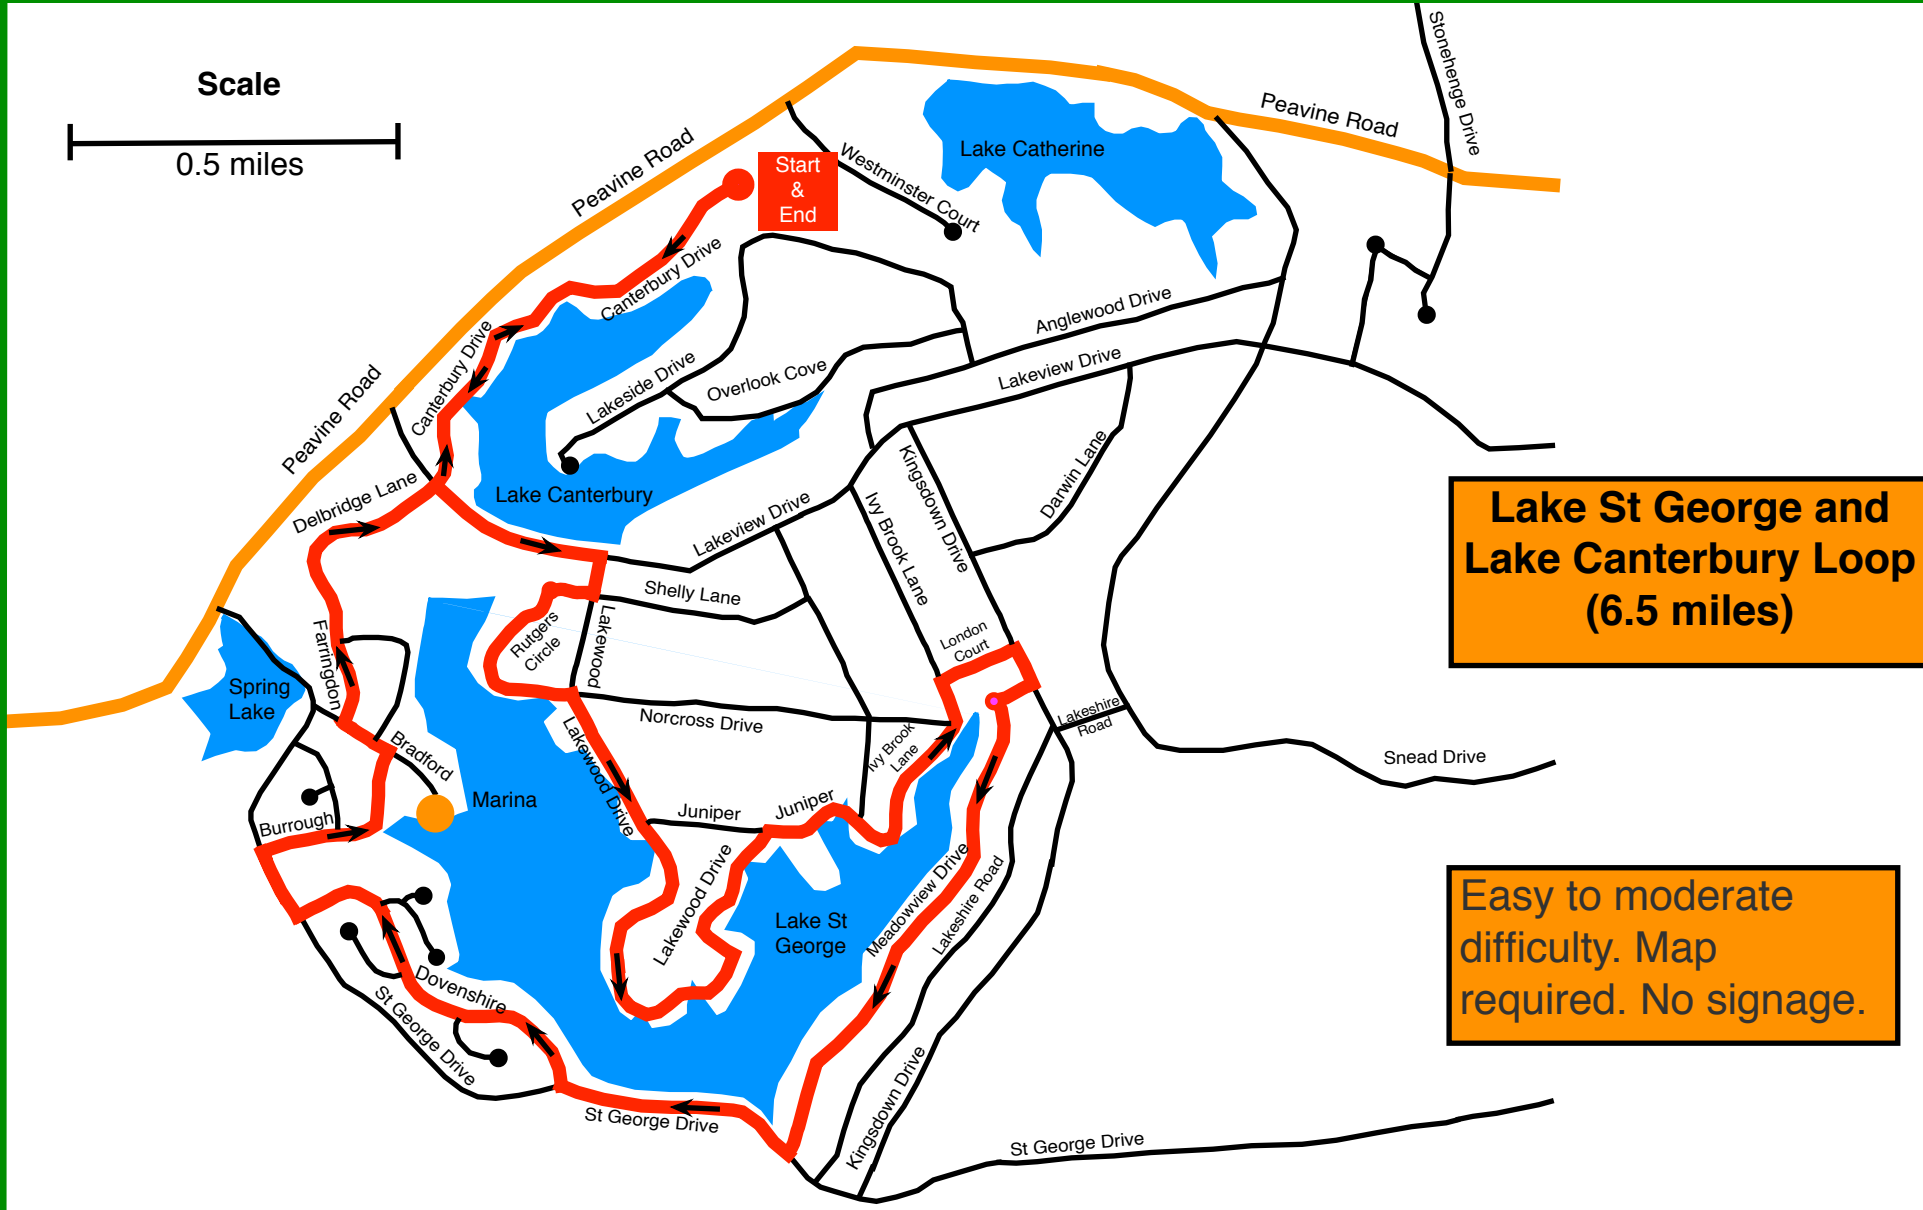 Scale
0.5 miles
Peavine Road
Start
&
End
Westminster Court
Lake Catherine
Peavine Road
Stonehenge Drive
Canterbury Drive
Canterbury Drive
Peavine Road
Lakeside Drive
Overlook Cove
Anglewood Drive
Lakeview Drive
Lake Canterbury
Delbridge Lane
Lakeview Drive
Kingsdown Drive
Ivy Brook Lane
Darwin Lane
Lake St George and
Lake Canterbury Loop
(6.5 miles)
Shelly Lane
Lakewood
Rutgers
Circle
London
Court
Farringdon
Spring
Lake
Norcross Drive
Lakeshire
Road
Bradford
Lakewood Drive
Ivy Brook
Lane
Snead Drive
Marina
Burrough
Juniper
Juniper
Lakewood Drive
Meadowview Drive
Lakeshire Road
Lake St
George
Easy to moderate
difficulty. Map
required. No signage.
Dovenshire
St George Drive
St George Drive
Kingsdown Drive
St George Drive